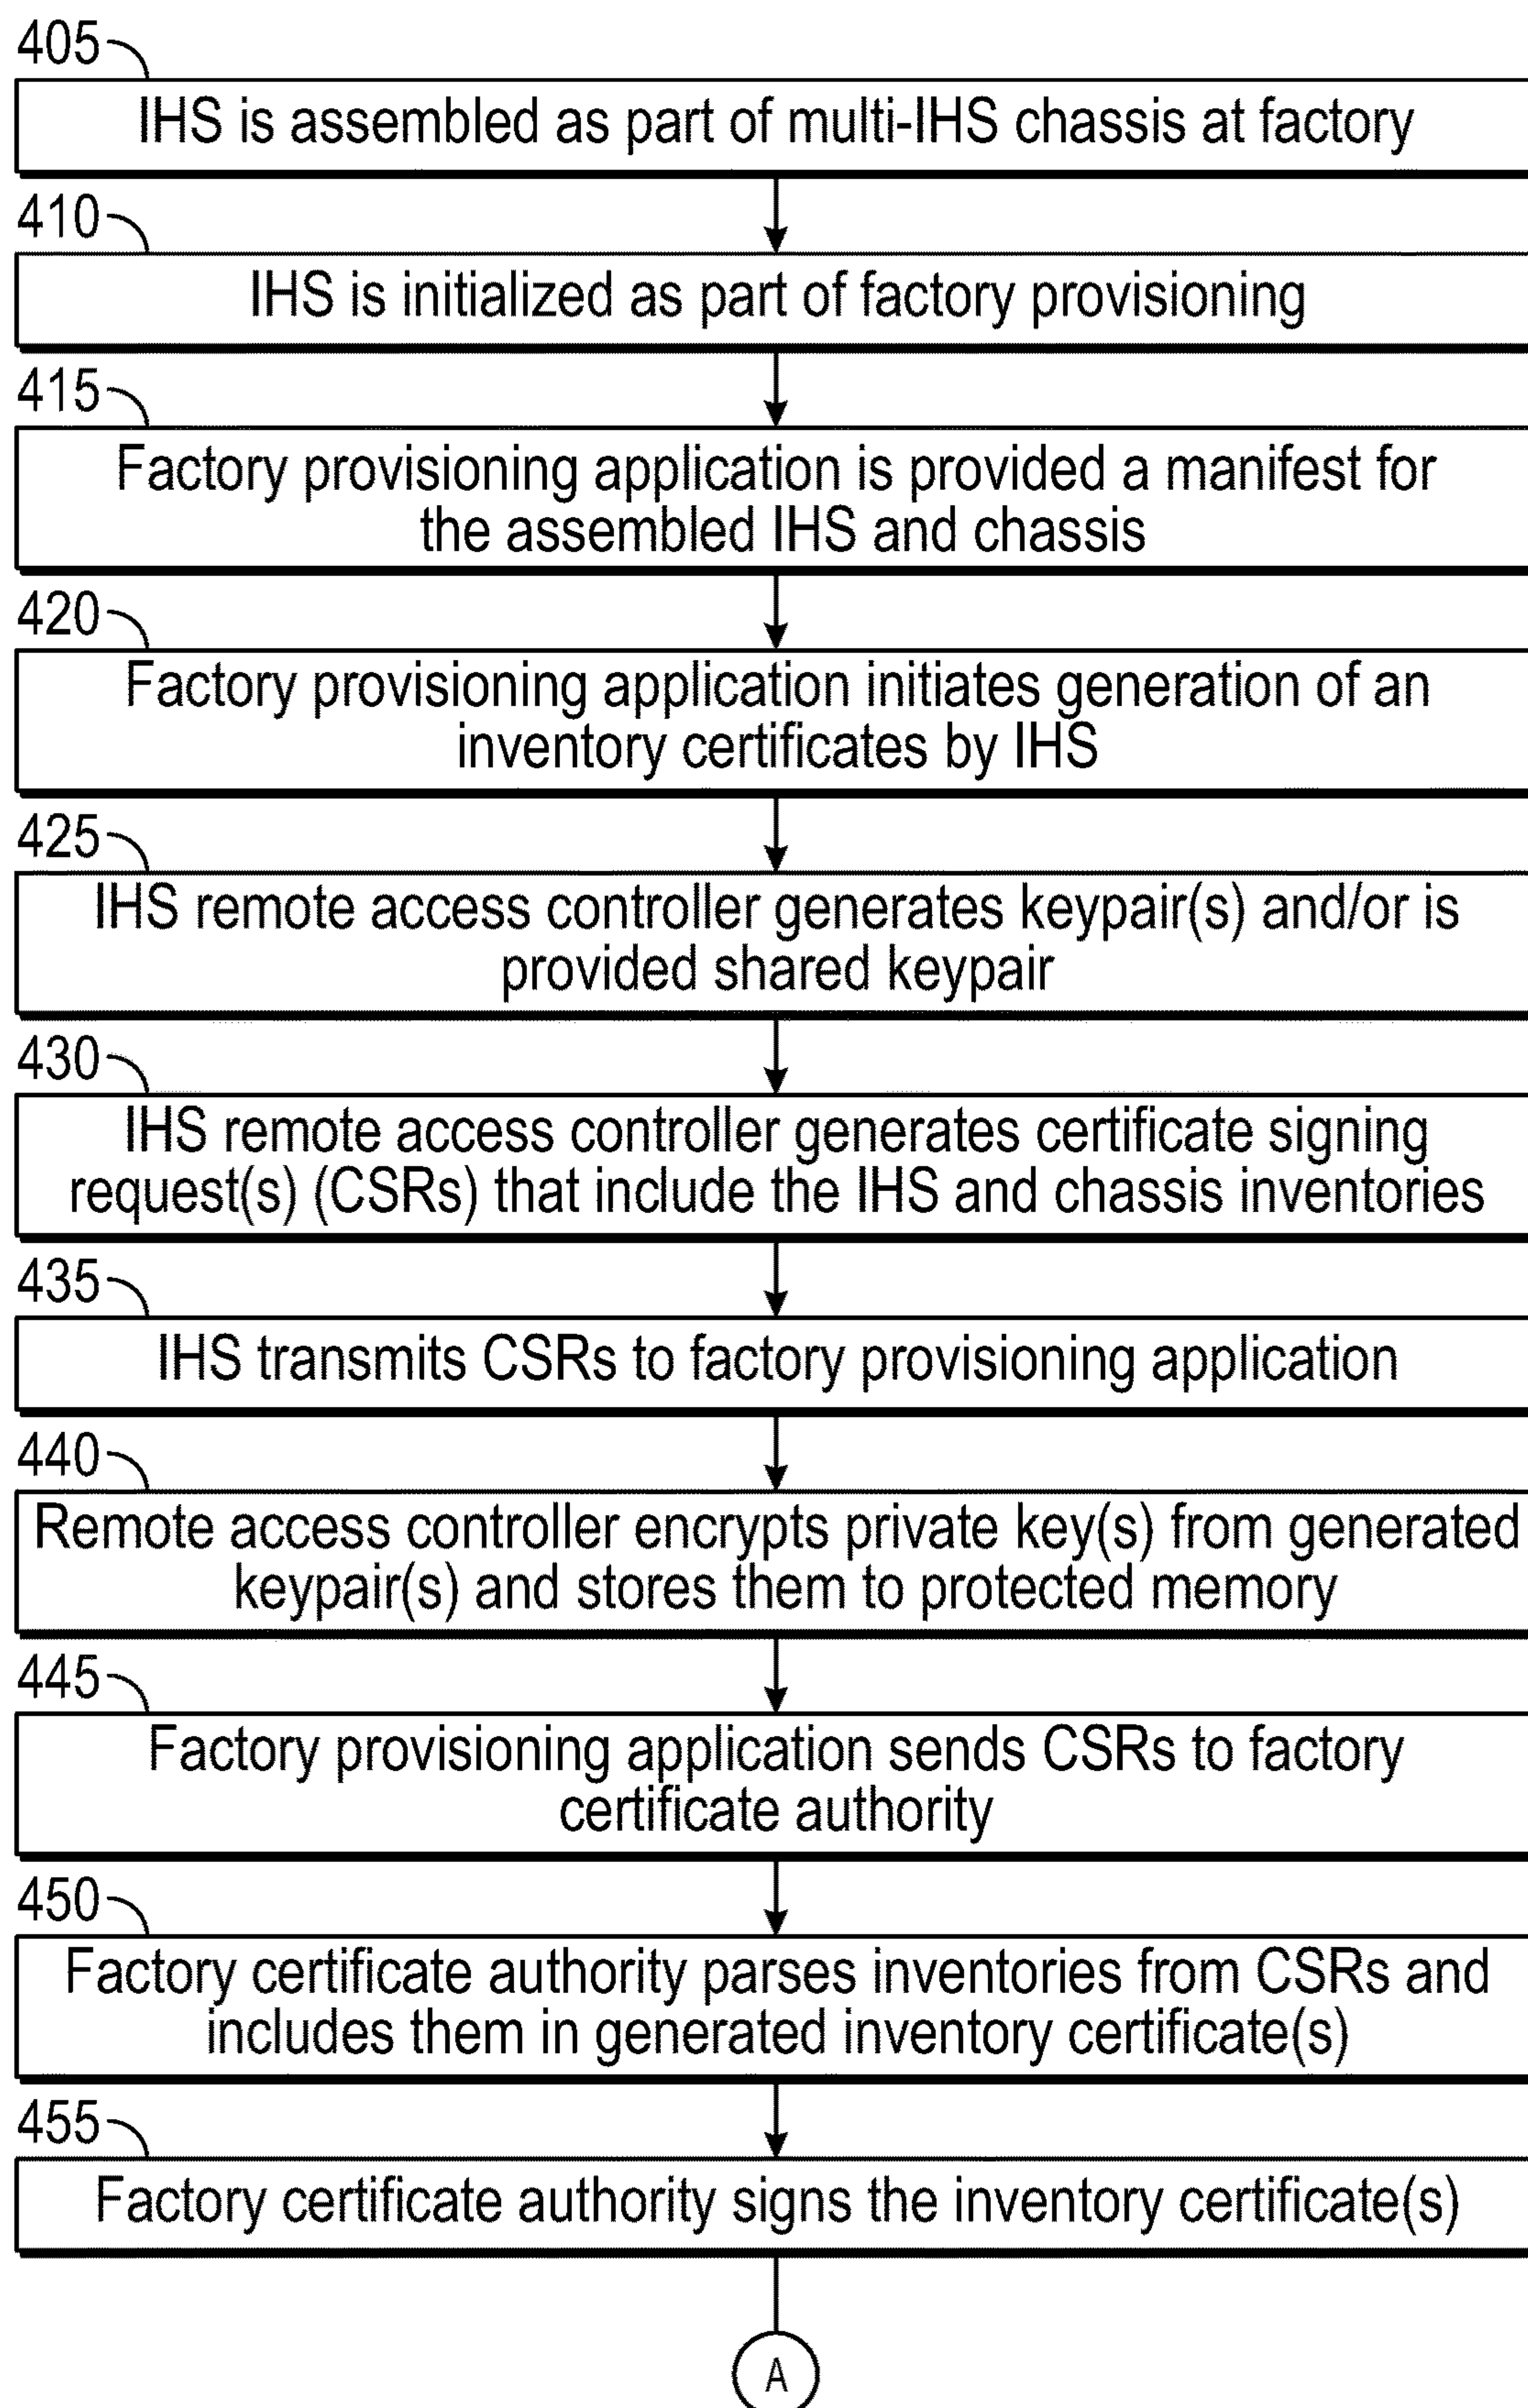 405
IHS is assembled as part of multi-IHS chassis at factory
410
IHS is initialized as part of factory provisioning
415
Factory provisioning application is provided a manifest for
the assembled IHS and chassis
420
Factory provisioning application initiates generation of an
inventory certificates by IHS
425
IHS remote access controller generates keypair(s) and/or is
provided shared keypair
430
IHS remote access controller generates certificate signing
request(s) (CSRs) that include the IHS and chassis inventories
435
IHS transmits CSRs to factory provisioning application
440
Remote access controller encrypts private key(s) from generated
keypair(s) and stores them to protected memory
445
Factory provisioning application sends CSRs to factory
certificate authority
450
Factory certificate authority parses inventories from CSRs and
includes them in generated inventory certificate(s)
455
Factory certificate authority signs the inventory certificate(s)
A